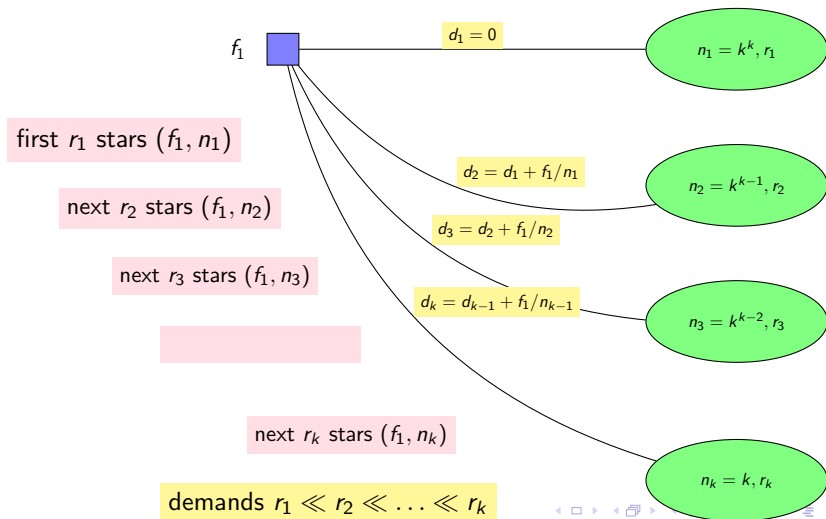 f₁
d₁ = 0
n₁ = kᵏ, r₁
first r₁ stars (f₁, n₁)
d₂ = d₁ + f₁/n₁
n₂ = kᵏ⁻¹, r₂
next r₂ stars (f₁, n₂)
d₃ = d₂ + f₁/n₂
next r₃ stars (f₁, n₃)
dₖ = dₖ₋₁ + f₁/nₖ₋₁
n₃ = kᵏ⁻², r₃
next rₖ stars (f₁, nₖ)
nₖ = k, rₖ
demands r₁ ≪ r₂ ≪ … ≪ rₖ